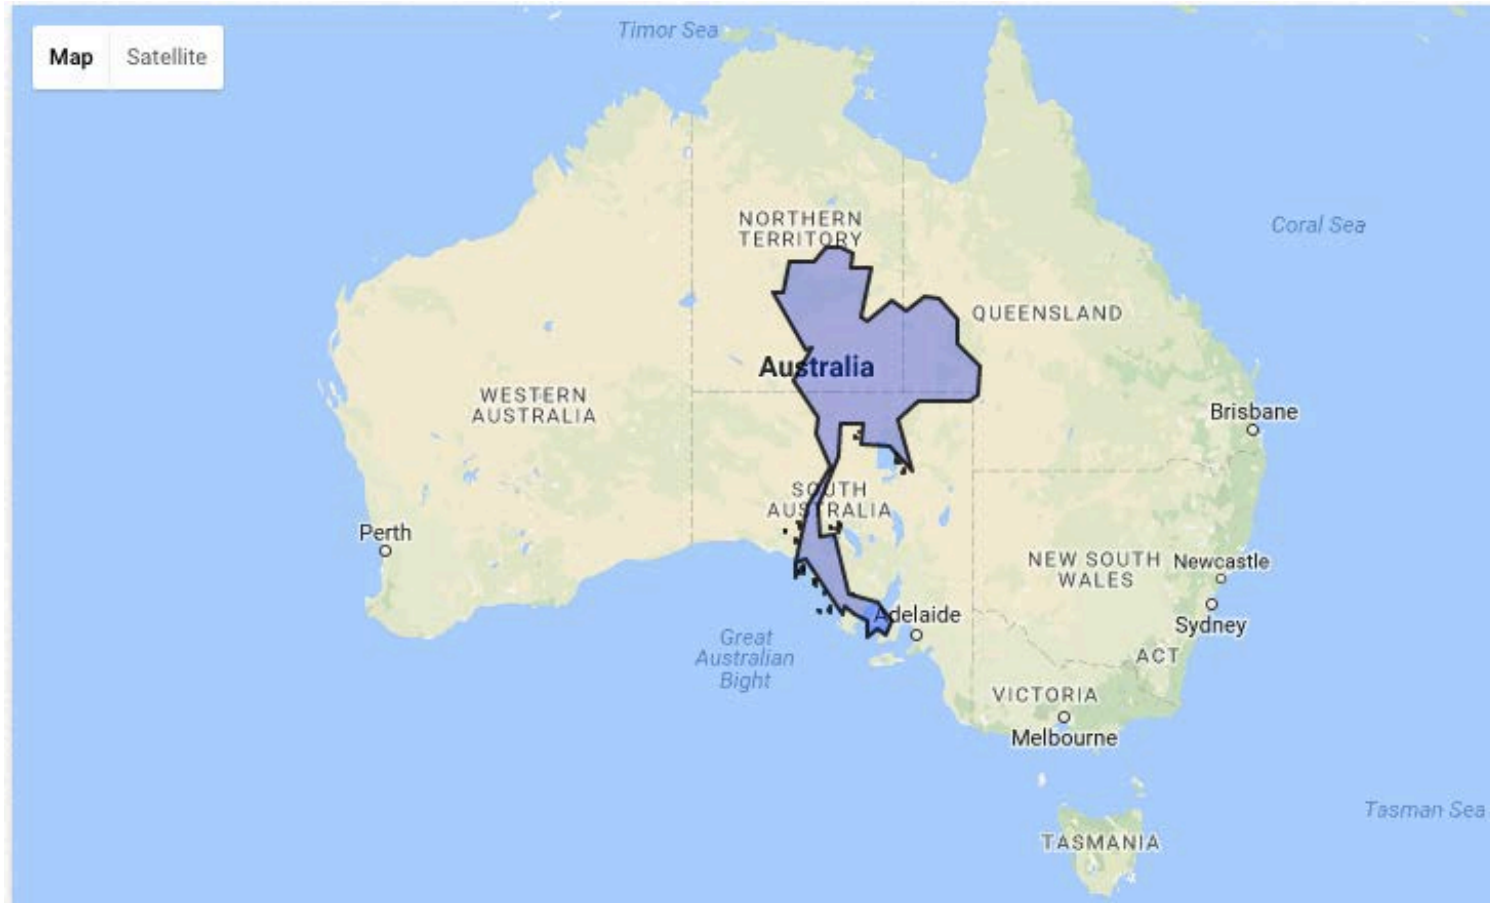 Timor Sea
Map
Satellite
NORTHERN
TERRITORY
Coral Sea
QUEENSLAND
Australia
WESTERN
AUSTRALIA
Brisbane
SOUTH
AUSTRALIA
Perth
NEW SOUTH
WALES
Newcastle
Adelaide
Sydney
Great
Australian
Bight
ACT
VICTORIA
Melbourne
Tasman Sea
TASMANIA